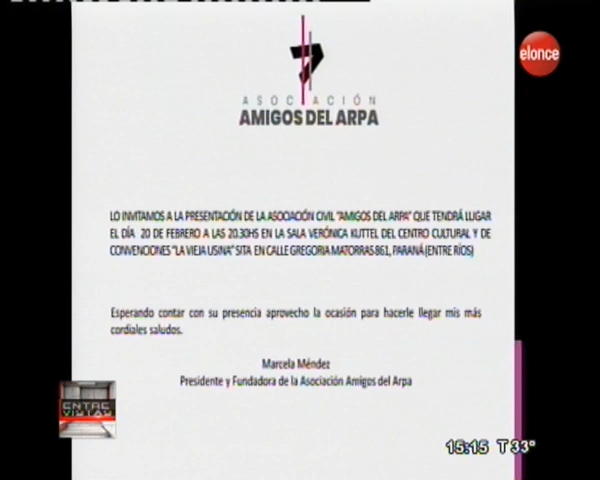 elonce
ASOCIACIÓN
AMIGOS DEL ARPA
LO INVITAMOS A LA PRESENTACIÓN DE LA ASOCIACIÓN CIVIL "AMIGOS DEL ARPA" QUE TENDRÁ LUGAR
EL DÍA 20 DE FEBRERO A LAS 20.30HS EN LA SALA VERÓNICA KUTTEL DEL CENTRO CULTURAL Y DE
CONVENCIONES "LA VIEJA USINA" SITA EN CALLE GREGORIA MATORRAS 861, PARANÁ (ENTRE RÍOS)
Esperando contar con su presencia aprovecho la ocasión para hacerle llegar mis más
cordiales saludos.
Marcela Méndez
Presidente y Fundadora de la Asociación Amigos del Arpa
ENTRE
VISTAS
15:15 T 33°